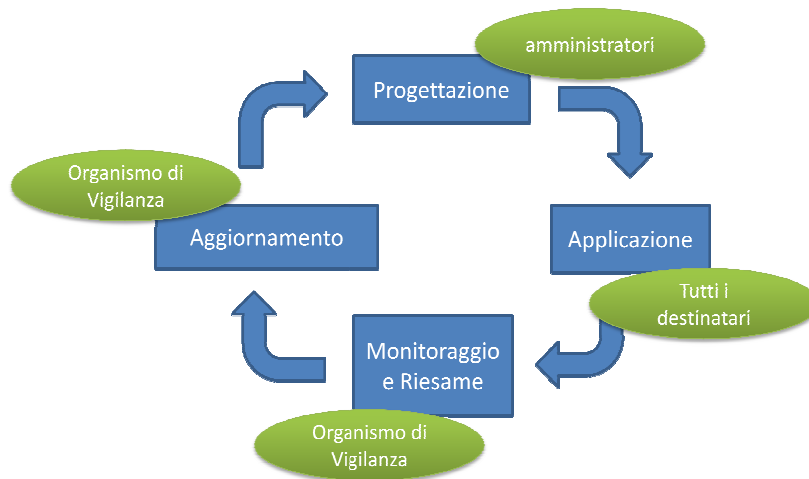 amministratori
Progettazione
Organismo di
Vigilanza
Aggiornamento
Applicazione
Tutti i
destinatari
Monitoraggio
e Riesame
Organismo di
Vigilanza